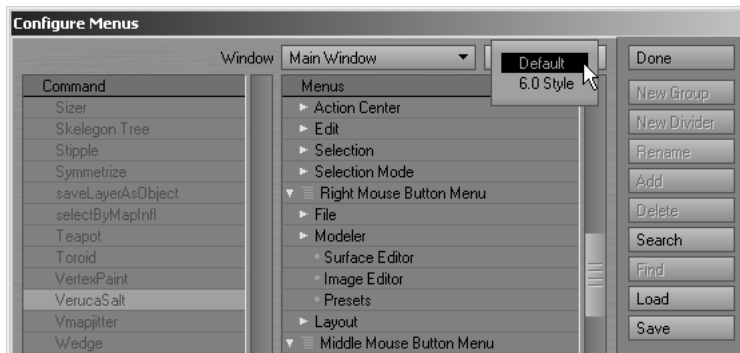 Configure Menus
Window
Main Window
Default
6.0 Style
Command
Sizer
Skelegon Tree
Stipple
Symmetrize
saveLayerAsObject
selectByMapInfl
Teapot
Toroid
VertexPaint
VerucaSalt
Vmapjitter
Wedge
Menus
Action Center
Edit
Selection
Selection Mode
Right Mouse Button Menu
File
Modeler
Surface Editor
Image Editor
Presets
Layout
Middle Mouse Button Menu
Done
New Group
New Divider
Rename
Add
Delete
Search
Find
Load
Save